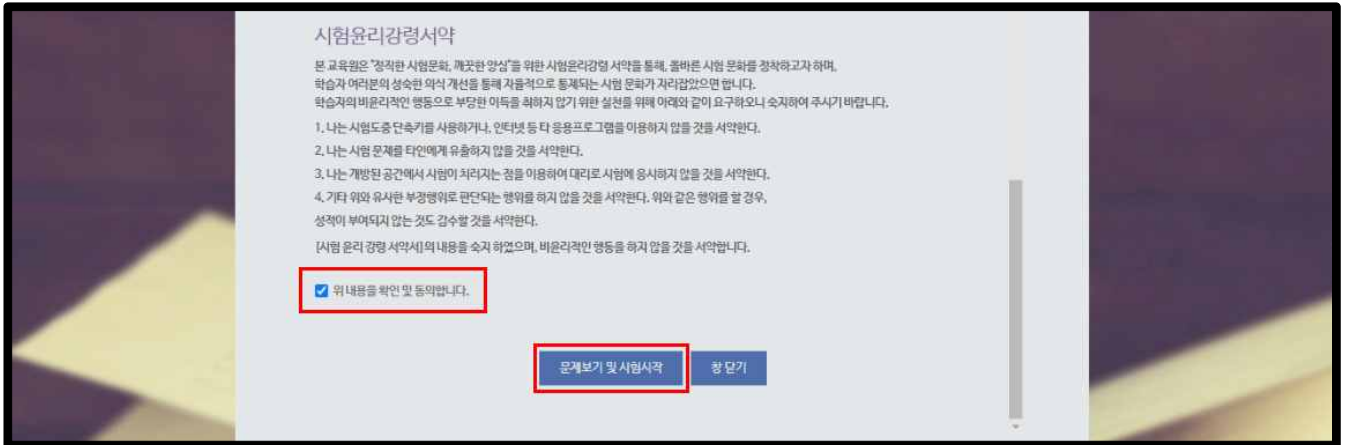 시험윤리강령서약
본 교육원은 "정직한 시험문화, 깨끗한 양심"을 위한 시험윤리강령 서약을 통해, 올바른 시험 문화를 정착하고자 하며,
학습자 여러분의 성숙한 의식 개선을 통해 자율적으로 통제되는 시험 문화가 자리잡았으면 합니다.
학습자의 비윤리적인 행동으로 부당한 이득을 취하지 않기 위한 실천을 위해 아래와 같이 요구하오니 숙지하여 주시기 바랍니다.
1. 나는 시험도중 단축키를 사용하거나, 인터넷 등 타 응용프로그램을 이용하지 않을 것을 서약한다.
2. 나는 시험 문제를 타인에게 유출하지 않을 것을 서약한다.
3. 나는 개방된 공간에서 시험이 치러지는 점을 이용하여 대리로 시험에 응시하지 않을 것을 서약한다.
4. 기타 위와 유사한 부정행위로 판단되는 행위를 하지 않을 것을 서약한다. 위와 같은 행위를 할 경우,
성적이 부여되지 않는 것도 감수할 것을 서약한다.
[시험 윤리 강령 서약서]의 내용을 숙지 하였으며, 비윤리적인 행동을 하지 않을 것을 서약합니다.
위 내용을 확인 및 동의합니다.
문제보기 및 시험시작 창 닫기